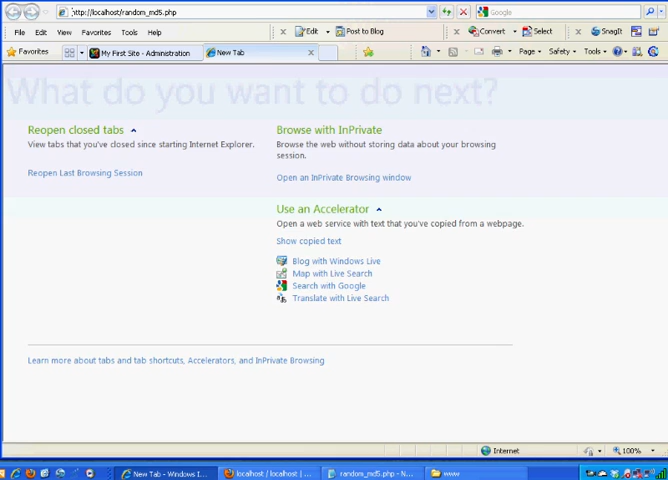 http://localhost/random_md5.php
Google
File Edit View Favorites Tools Help
Edit Post to Blog
Convert Select
SnagIt
Favorites
My First Site - Administration
New Tab
Page Safety Tools
What do you want to do next?
Reopen closed tabs
View tabs that you've closed since starting Internet Explorer.
Reopen Last Browsing Session
Browse with InPrivate
Browse the web without storing data about your browsing
session.
Open an InPrivate Browsing window
Use an Accelerator
Open a web service with text that you've copied from a webpage.
Show copied text
Blog with Windows Live
Map with Live Search
Search with Google
Translate with Live Search
Learn more about tabs and tab shortcuts, Accelerators, and InPrivate Browsing
Internet
100%
New Tab - Windows I...
localhost / localhost | ...
random_md5.php - N...
www